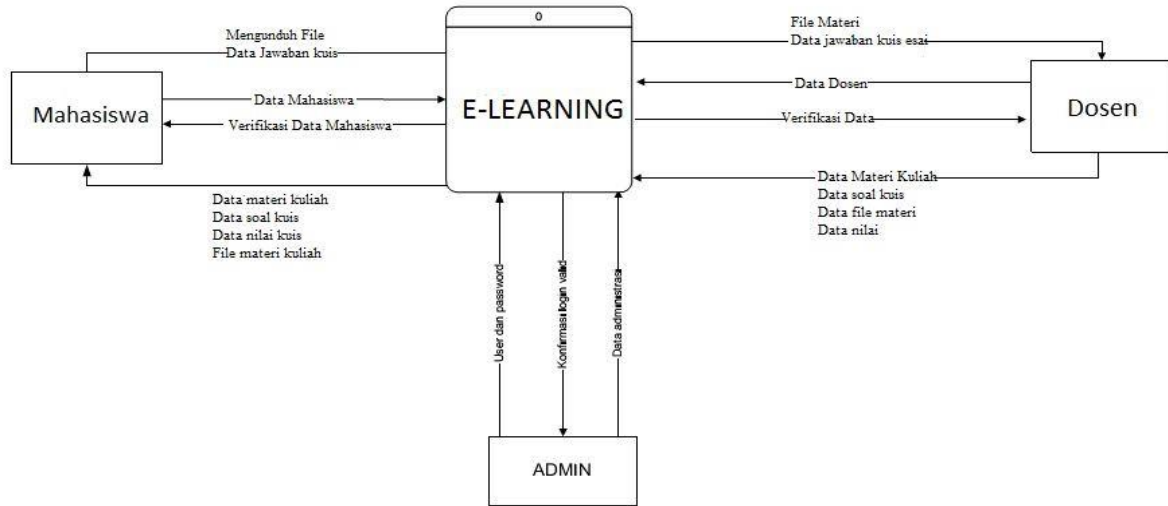 0
E-LEARNING
Mengunduh File
Data Jawaban kuis
Mahasiswa
Data Mahasiswa
Verifikasi Data Mahasiswa
Data materi kuliah
Data soal kuis
Data nilai kuis
File materi kuliah
File Materi
Data jawaban kuis esai
Data Dosen
Verifikasi Data
Dosen
Data Materi Kuliah
Data soal kuis
Data file materi
Data nilai
User dan password
Konfirmasi login valid
Data administrasi
ADMIN